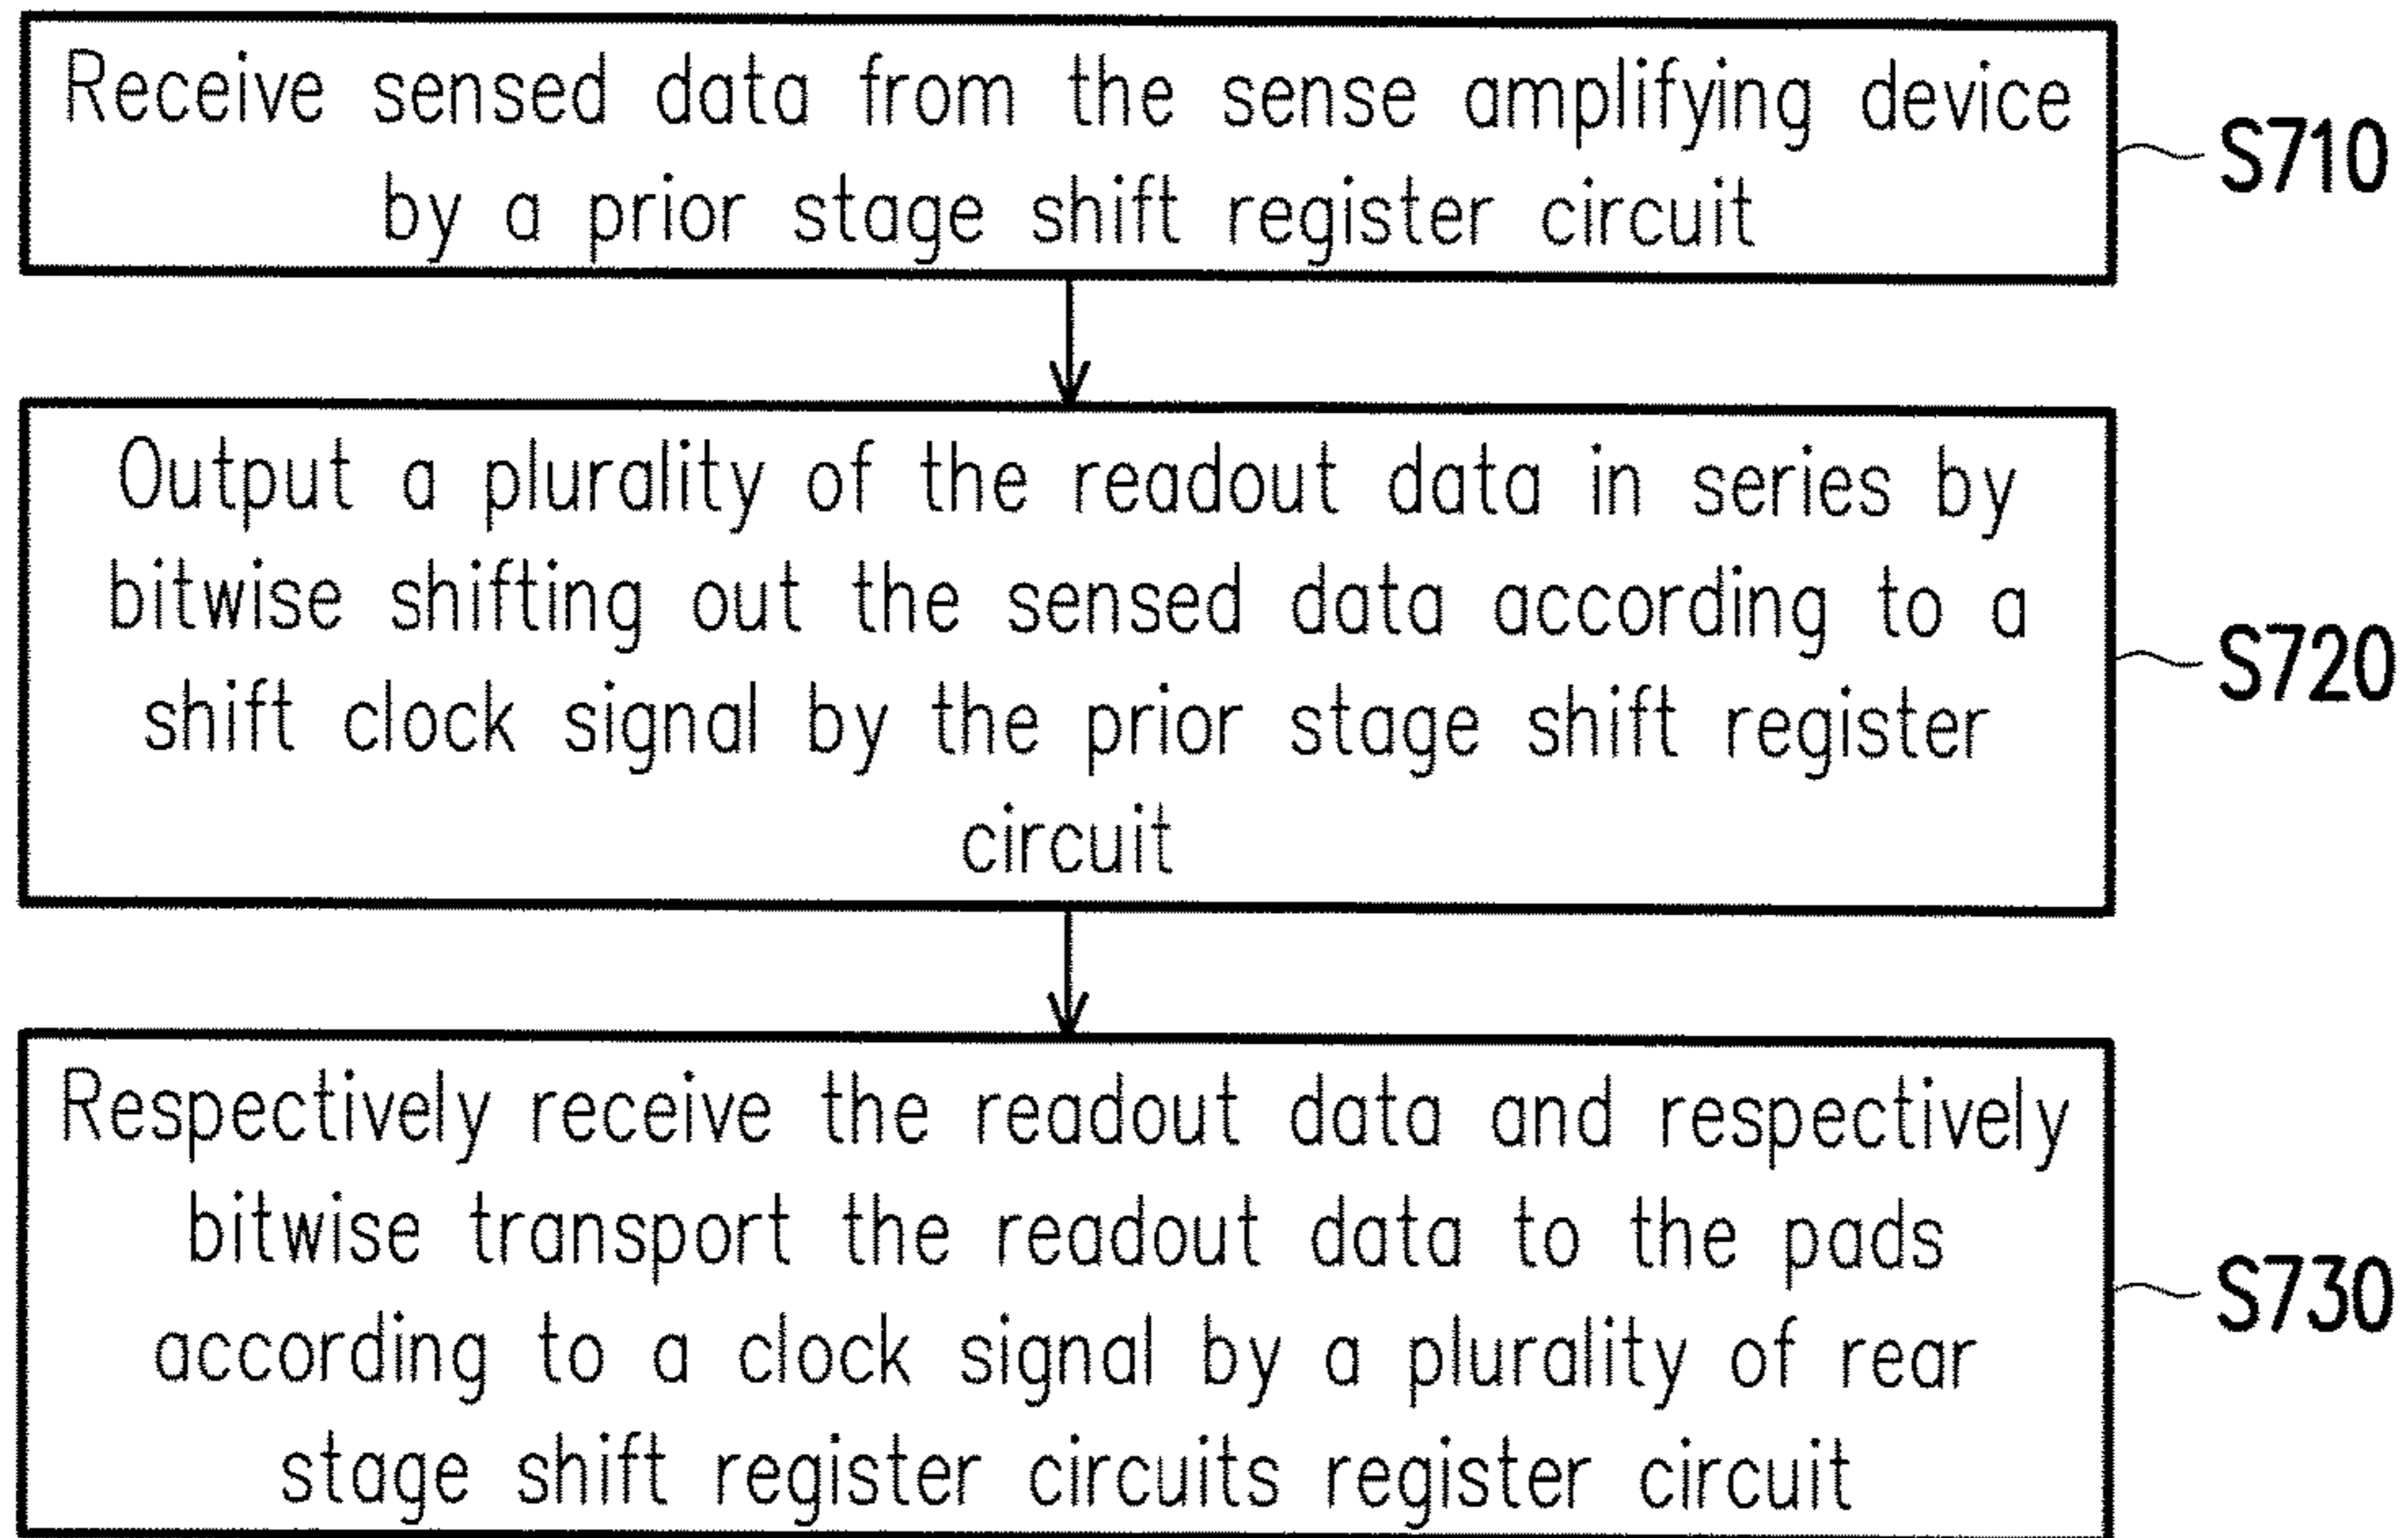 Receive sensed data from the sense amplifying device
by a prior stage shift register circuit
S710
Output a plurality of the readout data in series by
bitwise shifting out the sensed data according to a
shift clock signal by the prior stage shift register
circuit
S720
Respectively receive the readout data and respectively
bitwise transport the readout data to the pads
according to a clock signal by a plurality of rear
stage shift register circuits register circuit
S730